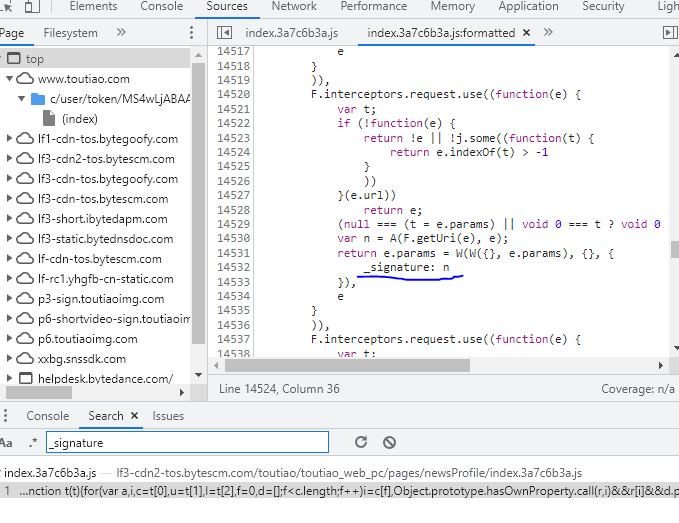 Elements Console Sources Network Performance Memory Application Security Ligh
Page Filesystem »
index.3a7c6b3a.js index.3a7c6b3a.js:formatted × »
top
www.toutiao.com
c/user/token/MS4wLjABAA
(index)
lf1-cdn-tos.bytegoofy.com
lf3-cdn2-tos.bytescm.com
lf3-cdn-tos.bytegoofy.com
lf3-cdn-tos.bytescm.com
lf3-short.ibytedapm.com
lf3-static.bytednsdoc.com
lf-cdn-tos.bytescm.com
lf-rc1.yhgfb-cn-static.com
p3-sign.toutiaoimg.com
p6-shortvideo-sign.toutiaoim
p6.toutiaoimg.com
xxbg.snssdk.com
helpdesk.bytedance.com/
14517 e
14518 }
14519 )),
14520 F.interceptors.request.use((function(e) {
14521 var t;
14522 if (!function(e) {
14523 return !e || !j.some((function(t) {
14524 return e.indexOf(t) > -1
14525 }
14526 ))
14527 }(e.url))
14528 return e;
14529 (null === (t = e.params) || void 0 === t ? void 0
14530 var n = A(F.getUri(e), e);
14531 return e.params = W(W({}, e.params), {}, {
14532 _signature: n
14533 }),
14534 e
14535 }
14536 )),
14537 F.interceptors.request.use((function(e) {
14538 var t;
Line 14524, Column 36 Coverage: n/a
Console Search × Issues
Aa .* _signature
index.3a7c6b3a.js — lf3-cdn2-tos.bytescm.com/toutiao/toutiao_web_pc/pages/newsProfile/index.3a7c6b3a.js
1 ...nction t(t){for(var a,i,c=t[0],u=t[1],l=t[2],f=0,d=[];f<c.length;f++)i=c[f],Object.prototype.hasOwnProperty.call(r,i)&&r[i]&&d.p